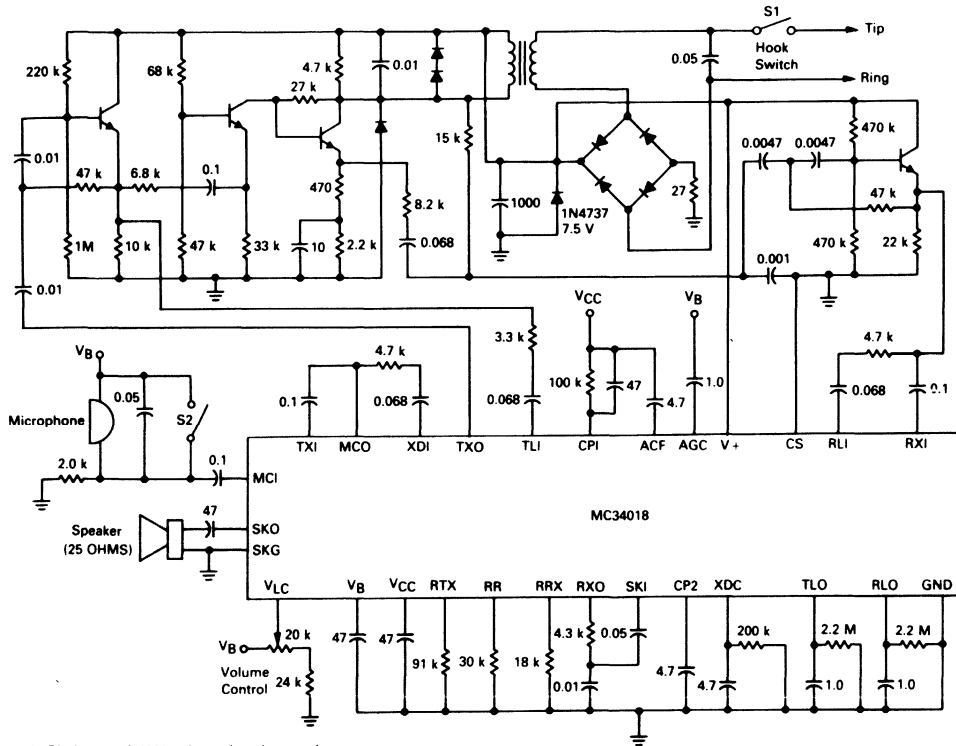 S1
Tip
Hook
Switch
0.05
Ring
220 k
68 k
4.7 k
0.01
27 k
15 k
470 k
0.0047
0.0047
0.01
47 k
6.8 k
0.1
470
8.2 k
1000
1N4737
7.5 V
27
47 k
1M
10 k
47 k
33 k
10
2.2 k
0.068
470 k
22 k
0.001
0.01
VCC
VB
3.3 k
4.7 k
VB
4.7 k
100 k
47
1.0
0.05
S2
Microphone
0.1
0.068
0.068
4.7
0.068
0.1
TXI
MCO
XDI
TXO
TLI
CPI
ACF
AGC
V +
CS
RLI
RXI
2.0 k
0.1
MCI
47
SKO
Speaker
(25 OHMS)
SKG
MC34018
VLC
VB
VCC
RTX
RR
RRX
RXO
SKI
CP2
XDC
TLO
RLO
GND
VB
20 k
47
47
4.3 k
0.05
200 k
2.2 M
2.2 M
Volume
Control
24 k
91 k
30 k
18 k
0.01
4.7
4.7
1.0
1.0